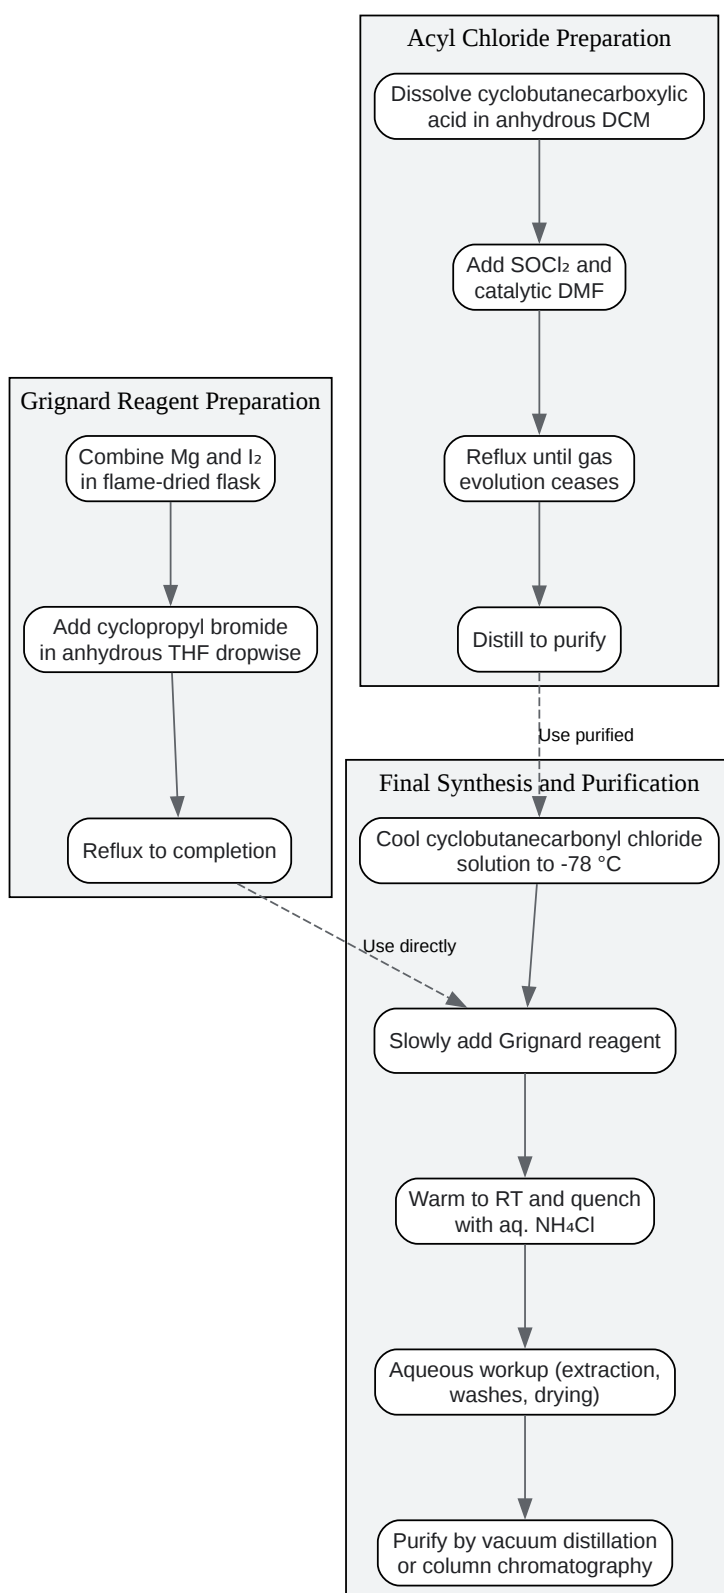 Acyl Chloride Preparation
Dissolve cyclobutanecarboxylic
acid in anhydrous DCM
Add SOCl₂ and
catalytic DMF
Reflux until gas
evolution ceases
Distill to purify
Use purified
Grignard Reagent Preparation
Combine Mg and I₂
in flame-dried flask
Add cyclopropyl bromide
in anhydrous THF dropwise
Reflux to completion
Use directly
Final Synthesis and Purification
Cool cyclobutanecarbonyl chloride
solution to -78 °C
Slowly add Grignard reagent
Warm to RT and quench
with aq. NH₄Cl
Aqueous workup (extraction,
washes, drying)
Purify by vacuum distillation
or column chromatography